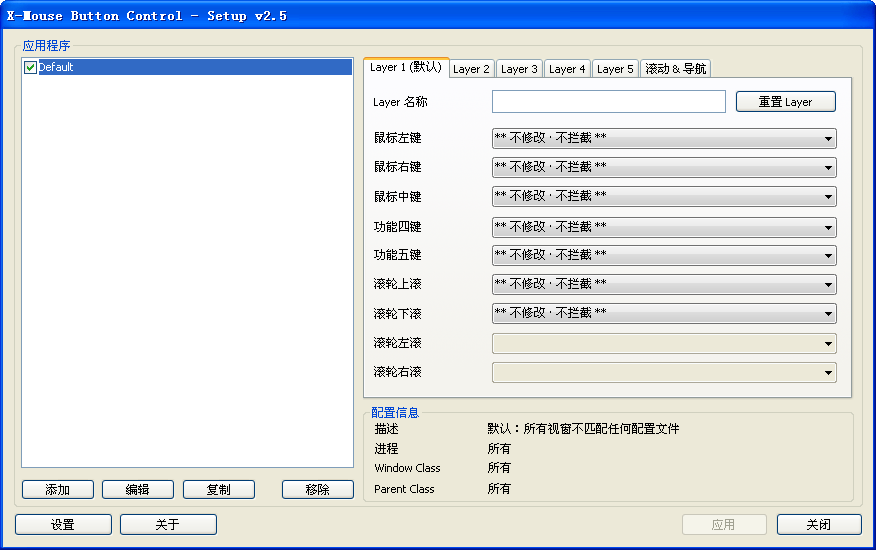 X-Mouse Button Control - Setup v2.5
应用程序
Default
Layer 1 (默认) Layer 2 Layer 3 Layer 4 Layer 5 滚动 & 导航
Layer 名称 重置 Layer
鼠标左键 ** 不修改 · 不拦截 **
鼠标右键 ** 不修改 · 不拦截 **
鼠标中键 ** 不修改 · 不拦截 **
功能四键 ** 不修改 · 不拦截 **
功能五键 ** 不修改 · 不拦截 **
滚轮上滚 ** 不修改 · 不拦截 **
滚轮下滚 ** 不修改 · 不拦截 **
滚轮左滚
滚轮右滚
配置信息
描述 默认：所有视窗不匹配任何配置文件
进程 所有
Window Class 所有
Parent Class 所有
添加 编辑 复制 移除
设置 关于 应用 关闭